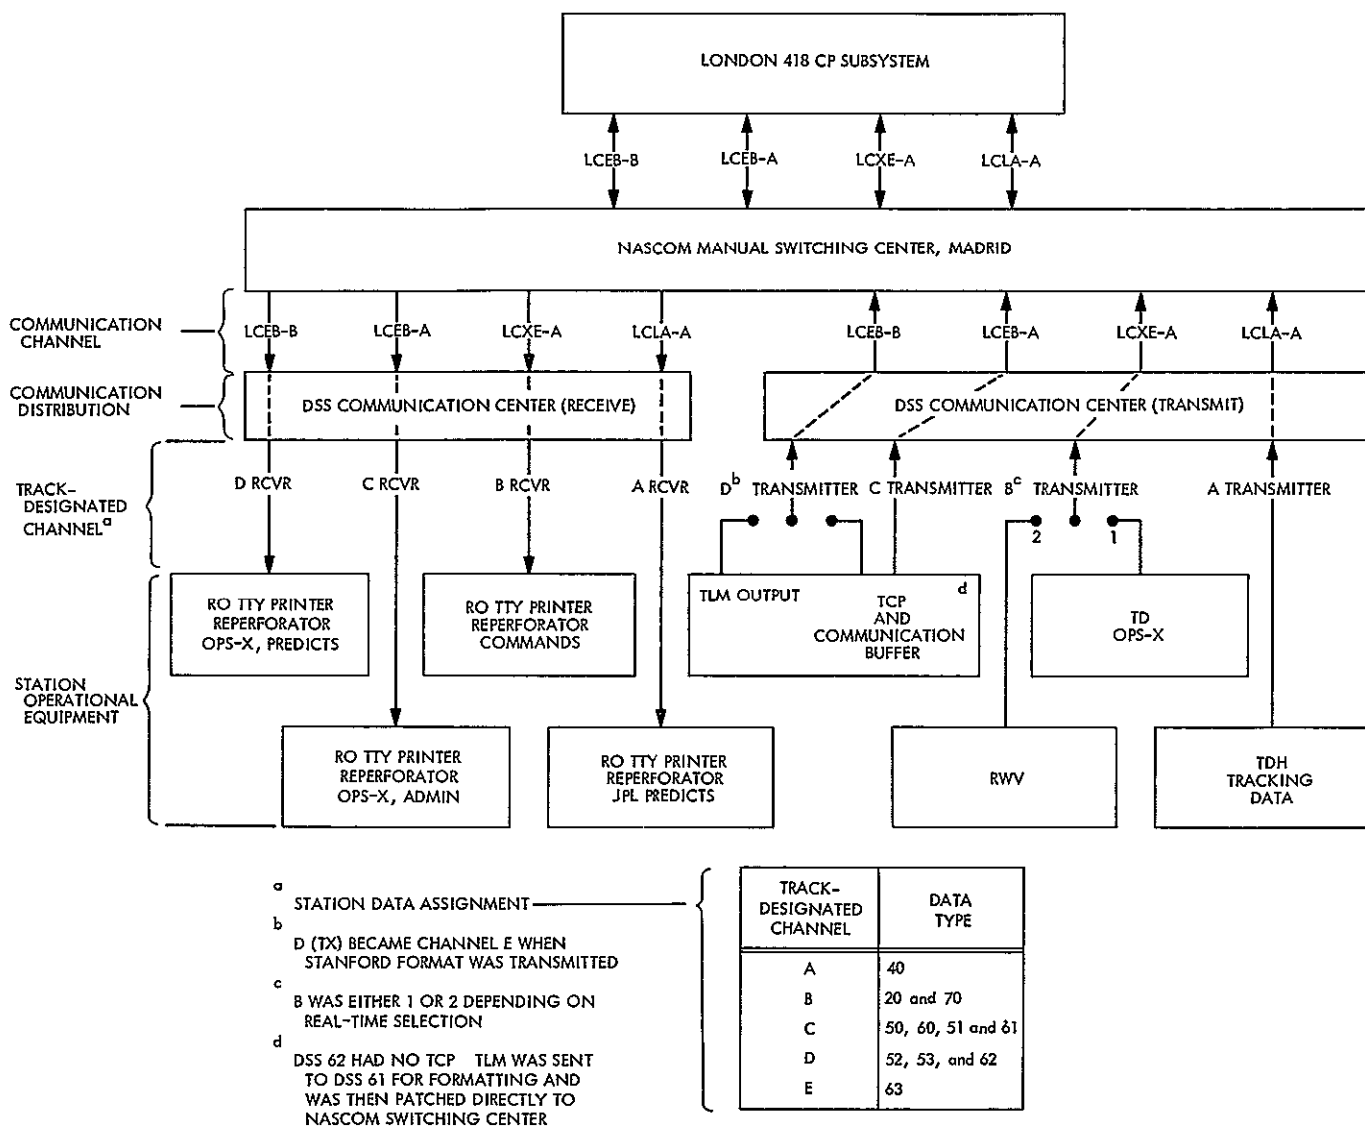 LONDON 418 CP SUBSYSTEM
LCEB-B
LCEB-A
LCXE-A
LCLA-A
NASCOM MANUAL SWITCHING CENTER, MADRID
COMMUNICATION
CHANNEL
LCEB-B
LCEB-A
LCXE-A
LCLA-A
LCEB-B
LCEB-A
LCXE-A
LCLA-A
COMMUNICATION
DISTRIBUTION
DSS COMMUNICATION CENTER (RECEIVE)
DSS COMMUNICATION CENTER (TRANSMIT)
TRACK-
DESIGNATED
CHANNEL a
D RCVR
C RCVR
B RCVR
A RCVR
D b TRANSMITTER
C TRANSMITTER
B c TRANSMITTER
A TRANSMITTER
2
1
STATION
OPERATIONAL
EQUIPMENT
RO TTY PRINTER
REPERFORATOR
OPS-X, PREDICTS
RO TTY PRINTER
REPERFORATOR
COMMANDS
TLM OUTPUT
d
TCP
AND
COMMUNICATION
BUFFER
TD
OPS-X
RO TTY PRINTER
REPERFORATOR
OPS-X, ADMIN
RO TTY PRINTER
REPERFORATOR
JPL PREDICTS
RWV
TDH
TRACKING
DATA
a
STATION DATA ASSIGNMENT
b
D (TX) BECAME CHANNEL E WHEN
STANFORD FORMAT WAS TRANSMITTED
c
B WAS EITHER 1 OR 2 DEPENDING ON
REAL-TIME SELECTION
d
DSS 62 HAD NO TCP TLM WAS SENT
TO DSS 61 FOR FORMATTING AND
WAS THEN PATCHED DIRECTLY TO
NASCOM SWITCHING CENTER
TRACK-
DESIGNATED
CHANNEL
DATA
TYPE
A 40
B 20 and 70
C 50, 60, 51 and 61
D 52, 53, and 62
E 63